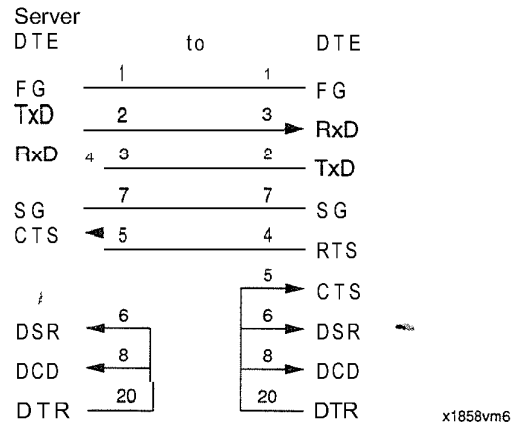 Server
DTE to DTE
FG 1 1 FG
TxD 2 3 RxD
RxD 4 3 2 TxD
SG 7 7 SG
CTS 5 4 RTS
5 CTS
DSR 6 6 DSR
DCD 8 8 DCD
DTR 20 20 DTR
x1858vm6